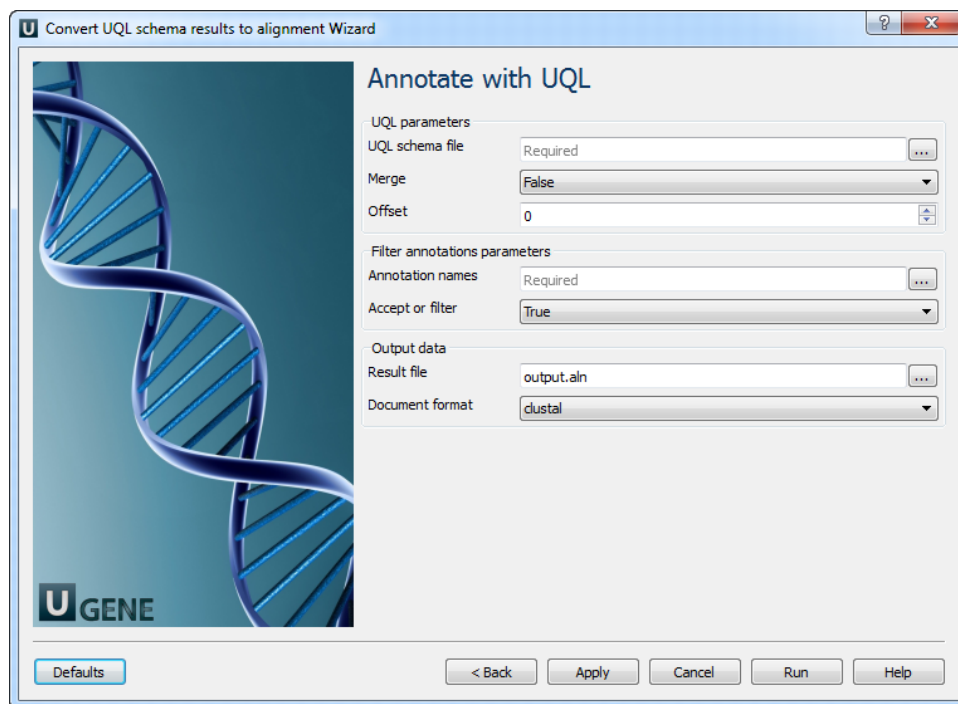 U Convert UQL schema results to alignment Wizard
? X
Annotate with UQL
UQL parameters
UQL schema file Required ...
Merge False
Offset 0
Filter annotations parameters
Annotation names Required ...
Accept or filter True
Output data
Result file output.aln ...
Document format clustal
U GENE
Defaults < Back Apply Cancel Run Help